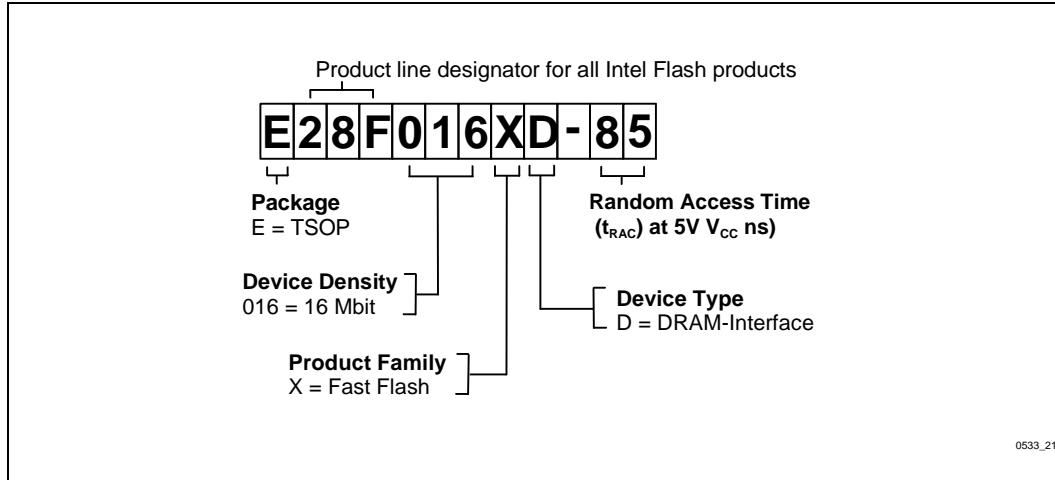 Product line designator for all Intel Flash products
E28F016XD-85
Package
E = TSOP
Random Access Time
(tRAC) at 5V VCC ns)
Device Density
016 = 16 Mbit
Device Type
D = DRAM-Interface
Product Family
X = Fast Flash
0533_21